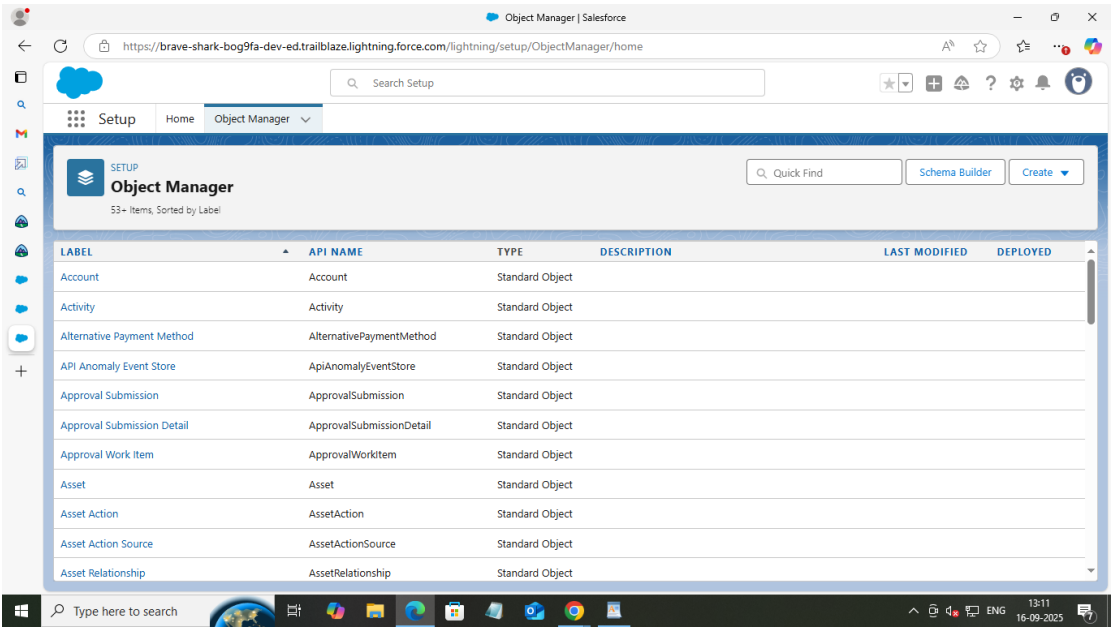 Object Manager | Salesforce
https://brave-shark-bog9fa-dev-ed.trailblaze.lightning.force.com/lightning/setup/ObjectManager/home
Search Setup
Setup Home Object Manager
SETUP
Object Manager
53+ Items, Sorted by Label
Quick Find Schema Builder Create
LABEL API NAME TYPE DESCRIPTION LAST MODIFIED DEPLOYED
Account Account Standard Object
Activity Activity Standard Object
Alternative Payment Method AlternativePaymentMethod Standard Object
API Anomaly Event Store ApiAnomalyEventStore Standard Object
Approval Submission ApprovalSubmission Standard Object
Approval Submission Detail ApprovalSubmissionDetail Standard Object
Approval Work Item ApprovalWorkItem Standard Object
Asset Asset Standard Object
Asset Action AssetAction Standard Object
Asset Action Source AssetActionSource Standard Object
Asset Relationship AssetRelationship Standard Object
Type here to search ENG 13:11
16-09-2025 7